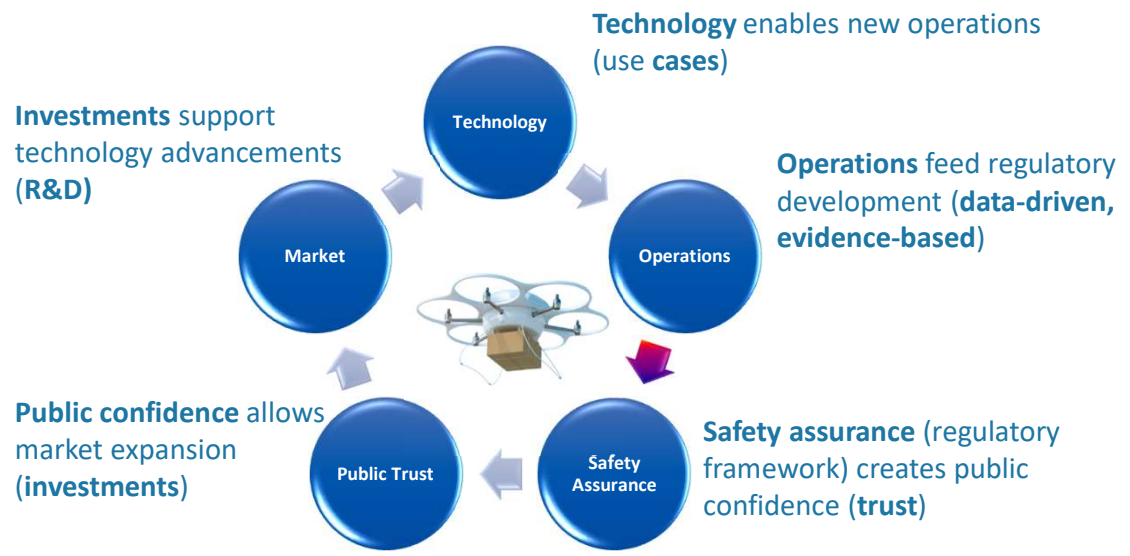 Technology enables new operations
(use cases)
Technology
Investments support
technology advancements
(R&D)
Operations feed regulatory
development (data-driven,
evidence-based)
Market
Operations
Public confidence allows
market expansion
(investments)
Public Trust
Safety
Assurance
Safety assurance (regulatory
framework) creates public
confidence (trust)